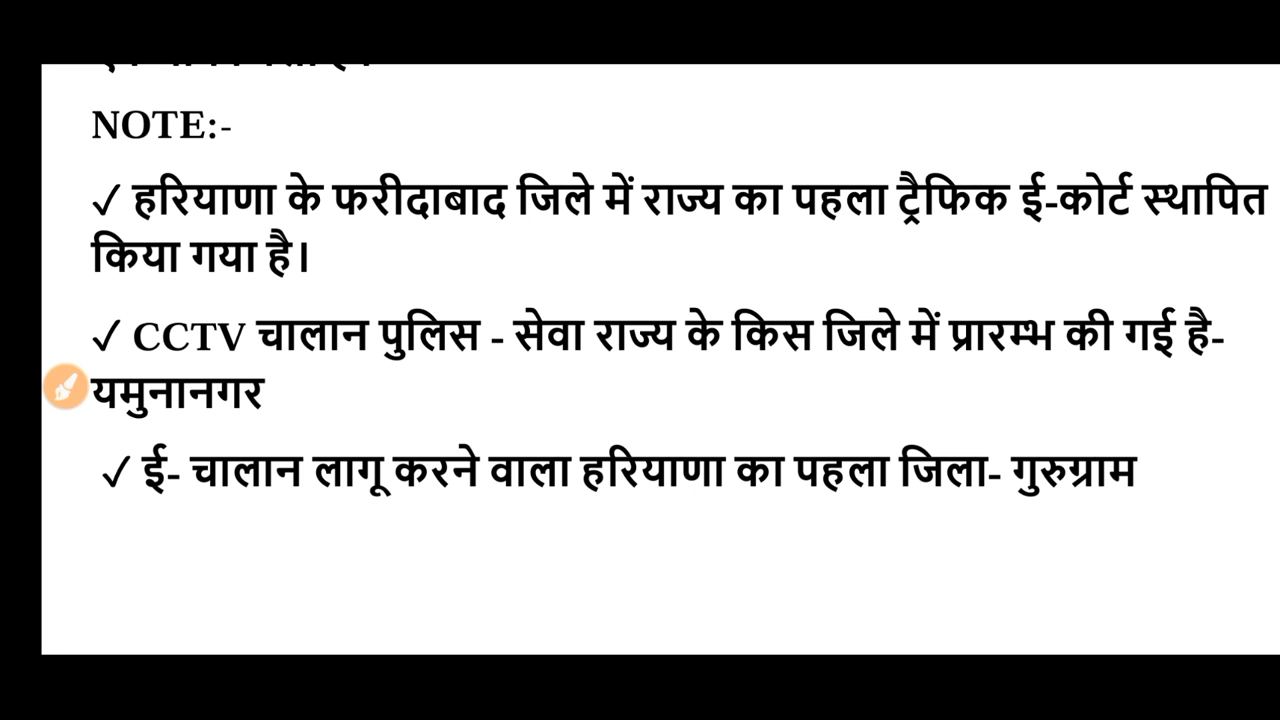 NOTE:-
✓ हरियाणा के फरीदाबाद जिले में राज्य का पहला ट्रैफिक ई-कोर्ट स्थापित
किया गया है।
✓ CCTV चालान पुलिस - सेवा राज्य के किस जिले में प्रारम्भ की गई है-
यमुनानगर
✓ ई- चालान लागू करने वाला हरियाणा का पहला जिला- गुरुग्राम